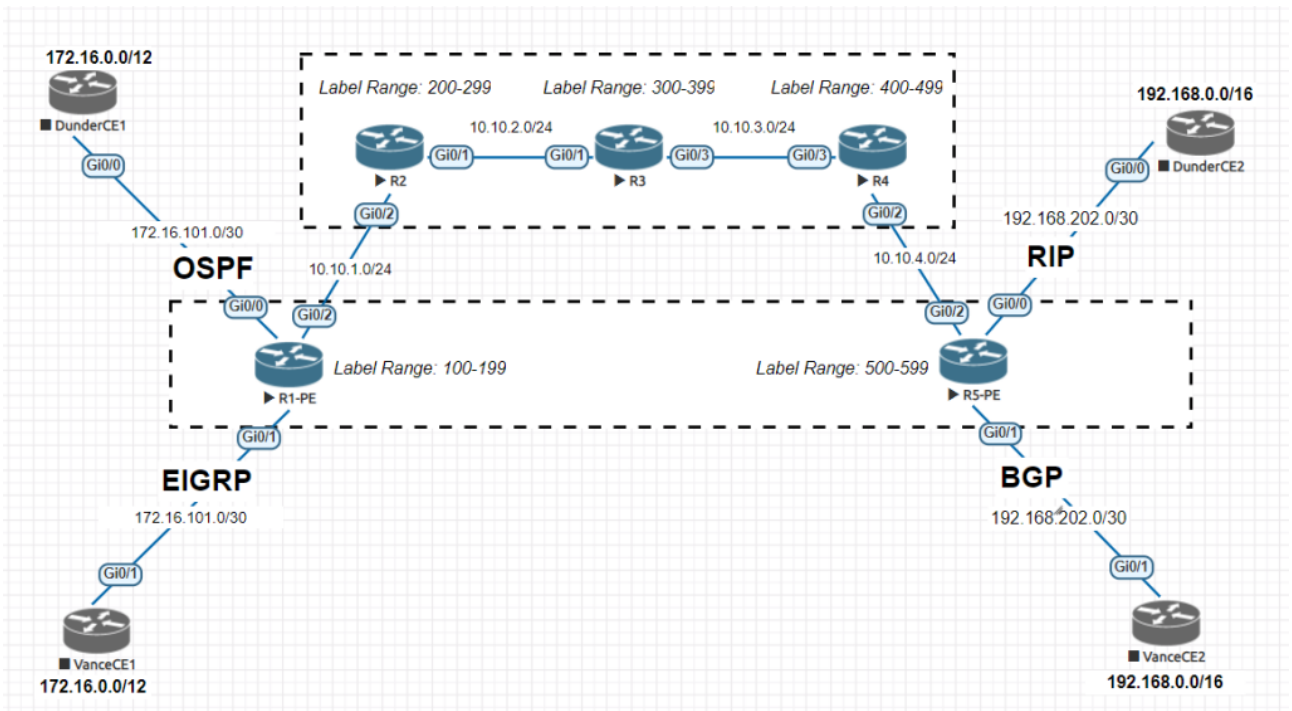 172.16.0.0/12
DunderCE1
Gi0/0
172.16.101.0/30
OSPF
Gi0/0
Label Range: 200-299
Label Range: 300-399
Label Range: 400-499
10.10.2.0/24
10.10.3.0/24
Gi0/1
Gi0/1
Gi0/3
Gi0/3
R2
R3
R4
Gi0/2
Gi0/2
10.10.1.0/24
10.10.4.0/24
192.168.0.0/16
DunderCE2
Gi0/0
192.168.202.0/30
RIP
Gi0/0
Gi0/2
Gi0/2
Label Range: 100-199
Label Range: 500-599
R1-PE
R5-PE
Gi0/1
Gi0/1
EIGRP
172.16.101.0/30
Gi0/1
VanceCE1
172.16.0.0/12
BGP
192.168.202.0/30
Gi0/1
VanceCE2
192.168.0.0/16